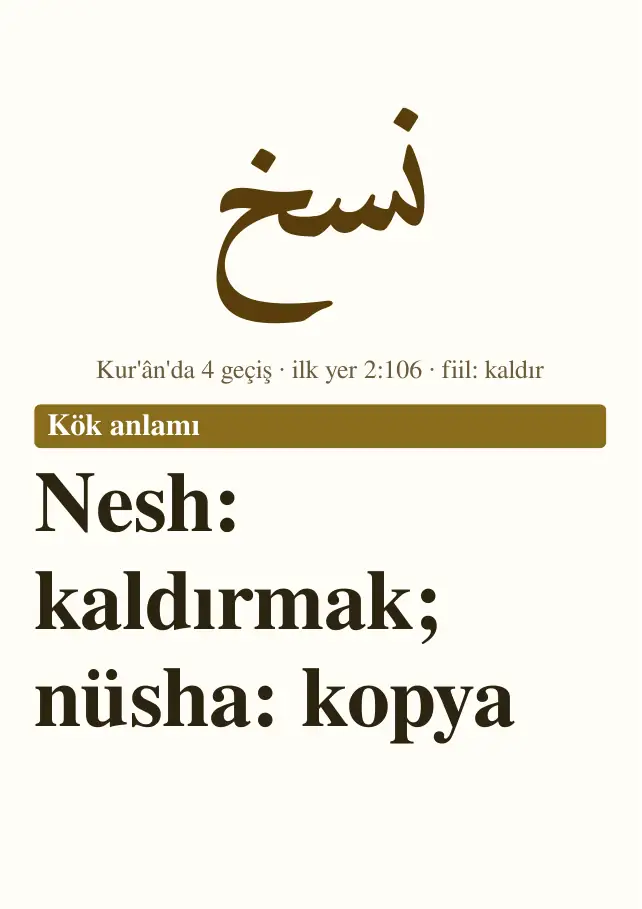 نسخ
Kur'ân'da 4 geçiş · ilk yer 2:106 · fiil: kaldır
Kök anlamı
Nesh:
kaldırmak;
nüsha: kopya